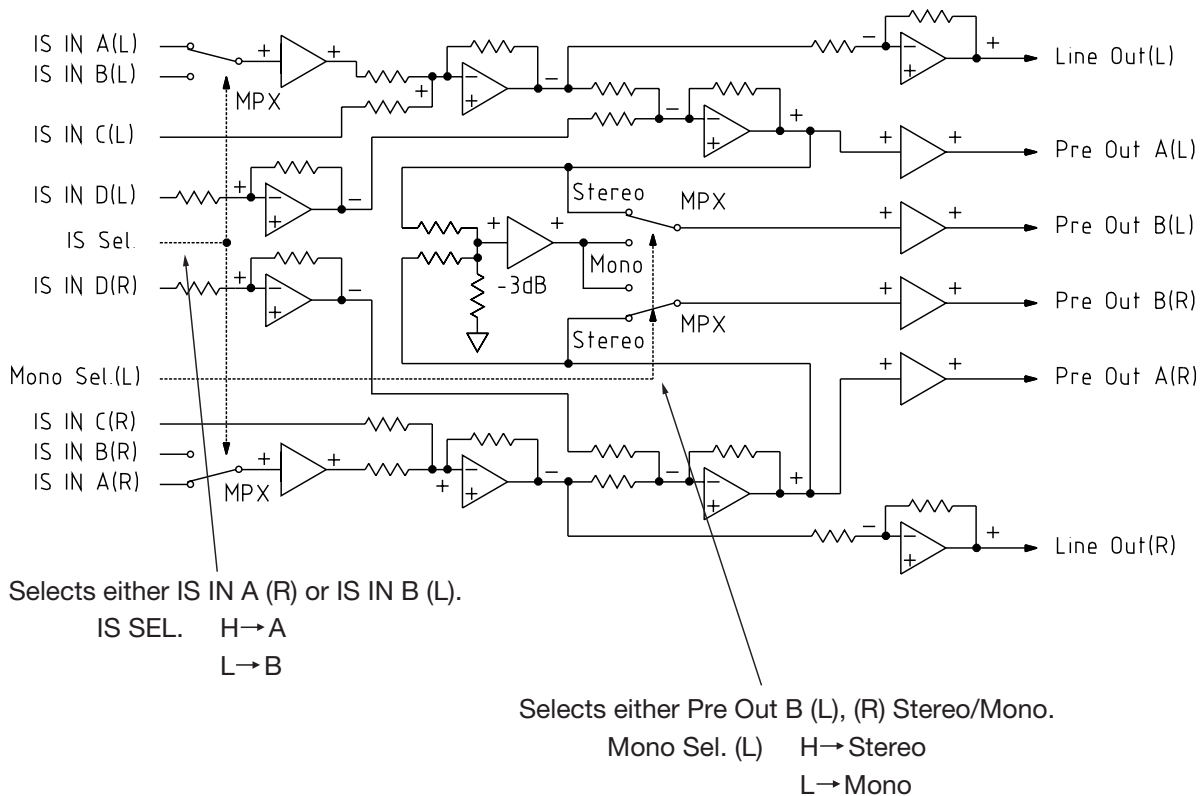 IS IN A(L)
IS IN B(L)
MPX
IS IN C(L)
IS IN D(L)
IS Sel.
IS IN D(R)
Mono Sel.(L)
IS IN C(R)
IS IN B(R)
IS IN A(R)
MPX
Stereo
MPX
Mono
-3dB
Stereo
MPX
Line Out(L)
Pre Out A(L)
Pre Out B(L)
Pre Out B(R)
Pre Out A(R)
Line Out(R)
Selects either IS IN A (R) or IS IN B (L).
IS SEL. H→A
L→B
Selects either Pre Out B (L), (R) Stereo/Mono.
Mono Sel. (L) H→Stereo
L→Mono